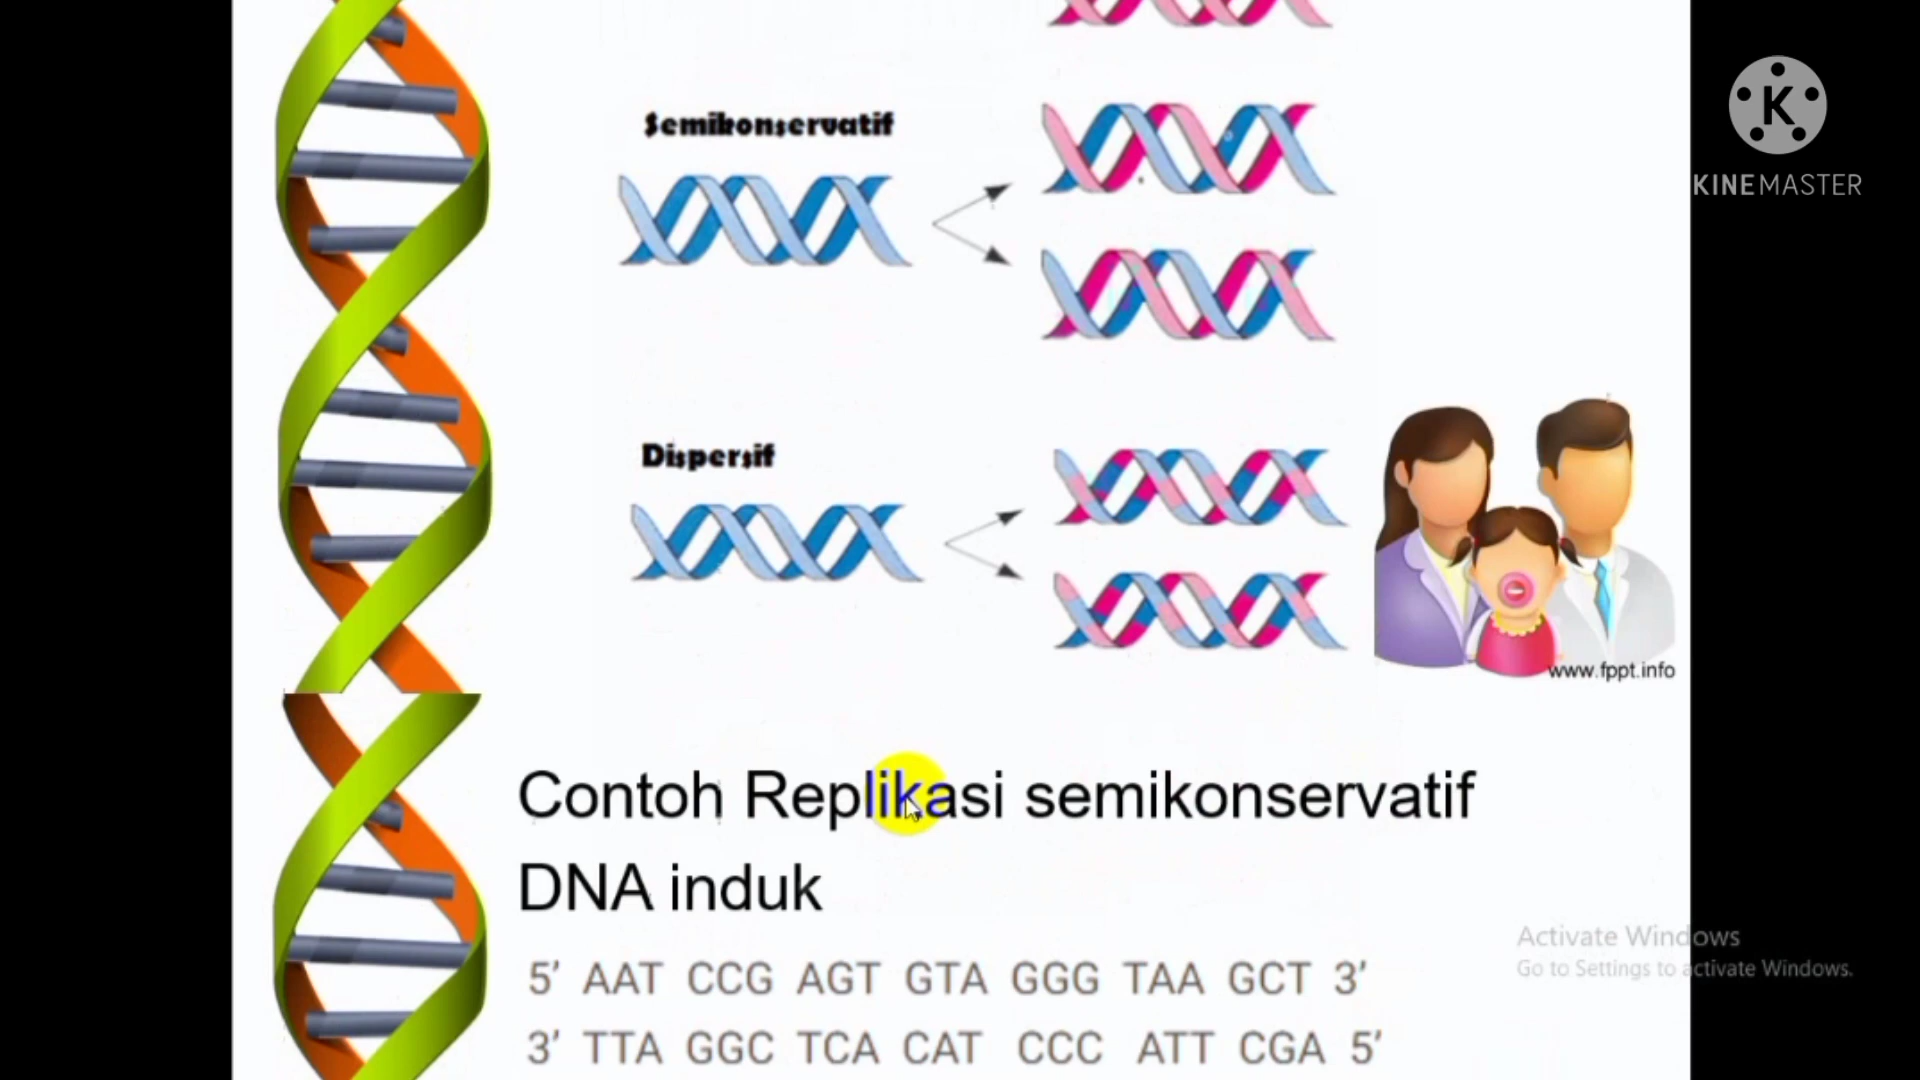 Semikonservatif
K
KINEMASTER
Dispersif
www.fppt.info
Contoh Replikasi semikonservatif
DNA induk
5' AAT CCG AGT GTA GGG TAA GCT 3'
3' TTA GGC TCA CAT CCC ATT CGA 5'
Activate Windows
Go to Settings to activate Windows.